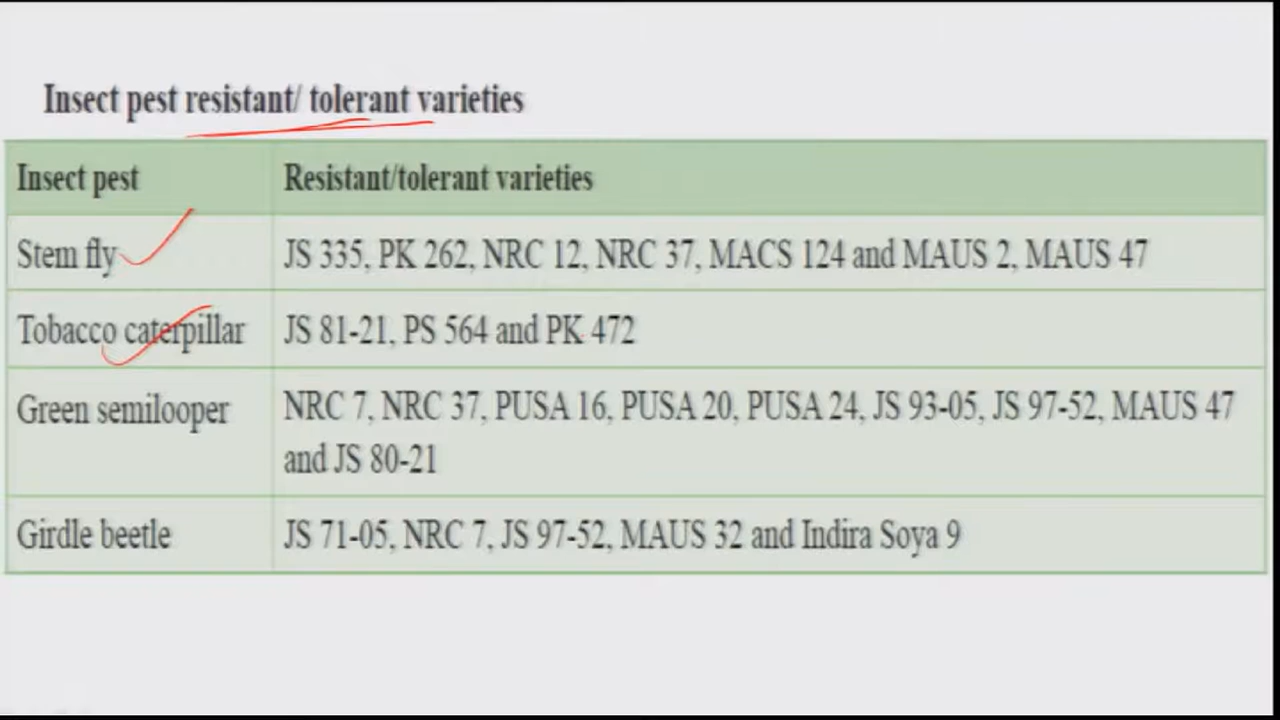 Insect pest resistant/ tolerant varieties
Insect pest
Resistant/tolerant varieties
Stem fly
JS 335, PK 262, NRC 12, NRC 37, MACS 124 and MAUS 2, MAUS 47
Tobacco caterpillar
JS 81-21, PS 564 and PK 472
Green semilooper
NRC 7, NRC 37, PUSA 16, PUSA 20, PUSA 24, JS 93-05, JS 97-52, MAUS 47
and JS 80-21
Girdle beetle
JS 71-05, NRC 7, JS 97-52, MAUS 32 and Indira Soya 9